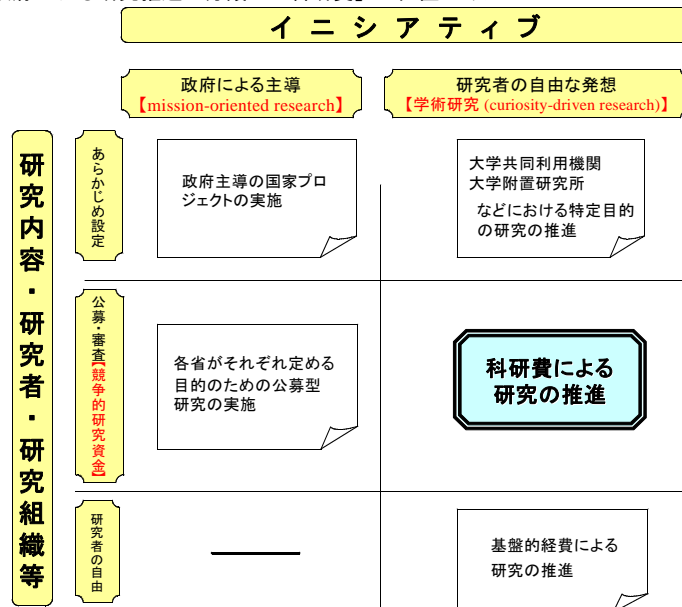 イニシアティブ
政府による主導
【mission-oriented research】
研究者の自由な発想
【学術研究 (curiosity-driven research)】
研究内容・研究者・研究組織等
あらかじめ設定
政府主導の国家プロ
ジェクトの実施
大学共同利用機関
大学附置研究所
などにおける特定目的
の研究の推進
公募・審査【競争的研究資金】
各省がそれぞれ定める
目的のための公募型
研究の実施
科研費による
研究の推進
研究者の自由
基盤的経費による
研究の推進